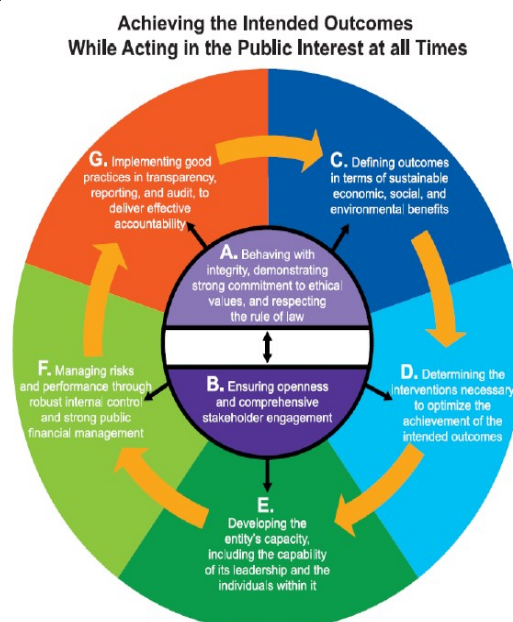 Achieving the Intended Outcomes
While Acting in the Public Interest at all Times
G. Implementing good
practices in transparency,
reporting, and audit, to
deliver effective
accountability
C. Defining outcomes
in terms of sustainable
economic, social, and
environmental benefits
A. Behaving with
integrity, demonstrating
strong commitment to ethical
values, and respecting
the rule of law
B. Ensuring openness
and comprehensive
stakeholder engagement
F. Managing risks
and performance through
robust internal control
and strong public
financial management
D. Determining the
interventions necessary
to optimize the
achievement of the
intended outcomes
E.
Developing the
entity's capacity,
including the capability
of its leadership and the
individuals within it